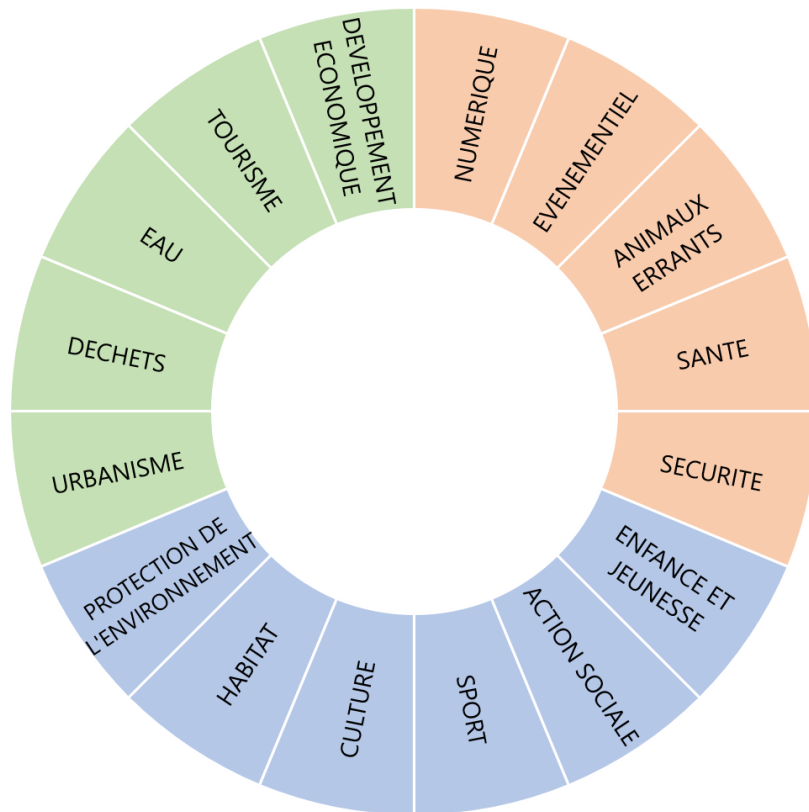 NUMERIQUE
EVENEMENTIEL
ANIMAUX
ERRANTS
SANTE
SECURITE
ENFANCE ET
JEUNESSE
ACTION SOCIALE
SPORT
CULTURE
HABITAT
PROTECTION DE
L'ENVIRONNEMENT
URBANISME
DECHETS
EAU
TOURISME
DEVELOPPEMENT
ECONOMIQUE